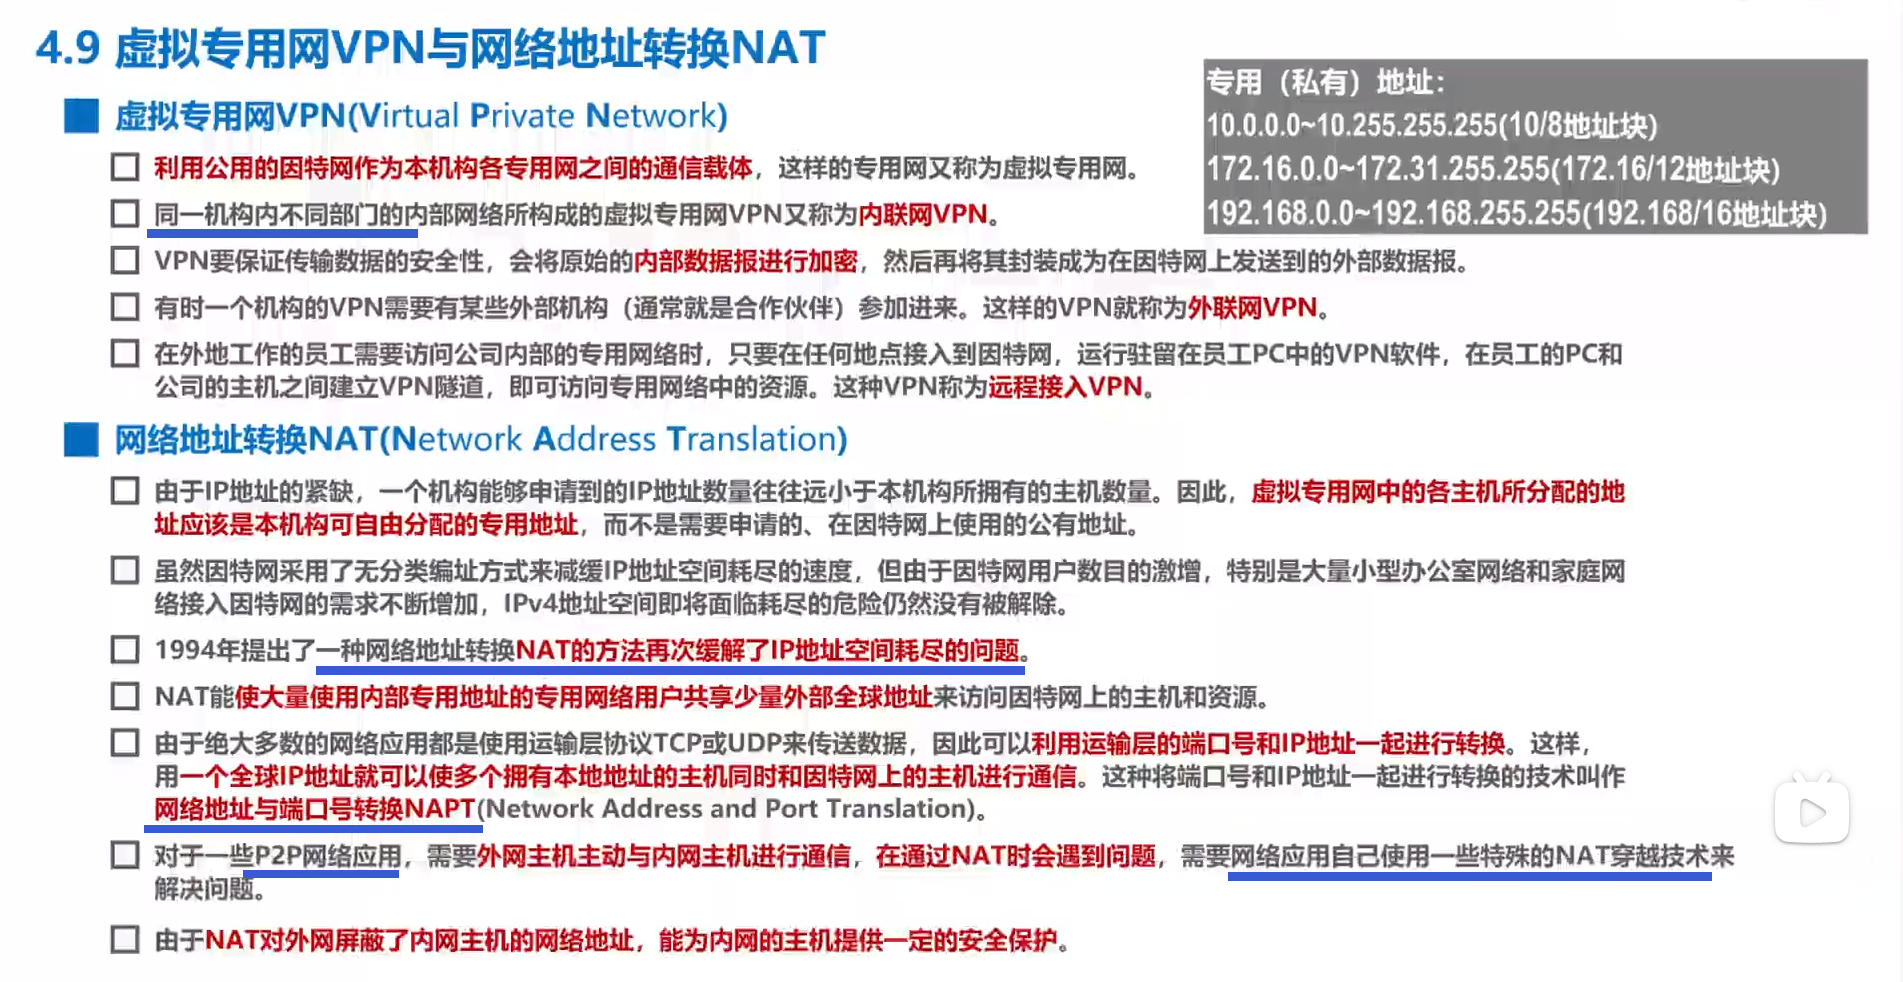 4.9 虚拟专用网VPN与网络地址转换NAT
专用（私有）地址：
10.0.0.0~10.255.255.255(10/8地址块)
172.16.0.0~172.31.255.255(172.16/12地址块)
192.168.0.0~192.168.255.255(192.168/16地址块)
虚拟专用网VPN(Virtual Private Network)
利用公用的因特网作为本机构各专用网之间的通信载体，这样的专用网又称为虚拟专用网。
同一机构内不同部门的内部网络所构成的虚拟专用网VPN又称为内联网VPN。
VPN要保证传输数据的安全性，会将原始的内部数据报进行加密，然后再将其封装成为在因特网上发送到的外部数据报。
有时一个机构的VPN需要有某些外部机构（通常就是合作伙伴）参加进来。这样的VPN就称为外联网VPN。
在外地工作的员工需要访问公司内部的专用网络时，只要在任何地点接入到因特网，运行驻留在员工PC中的VPN软件，在员工的PC和
公司的主机之间建立VPN隧道，即可访问专用网络中的资源。这种VPN称为远程接入VPN。
网络地址转换NAT(Network Address Translation)
由于IP地址的紧缺，一个机构能够申请到的IP地址数量往往远小于本机构所拥有的主机数量。因此，虚拟专用网中的各主机所分配的地
址应该是本机构可自由分配的专用地址，而不是需要申请的、在因特网上使用的公有地址。
虽然因特网采用了无分类编址方式来减缓IP地址空间耗尽的速度，但由于因特网用户数目的激增，特别是大量小型办公室网络和家庭网
络接入因特网的需求不断增加，IPv4地址空间即将面临耗尽的危险仍然没有被解除。
1994年提出了一种网络地址转换NAT的方法再次缓解了IP地址空间耗尽的问题。
NAT能使大量使用内部专用地址的专用网络用户共享少量外部全球地址来访问因特网上的主机和资源。
由于绝大多数的网络应用都是使用运输层协议TCP或UDP来传送数据，因此可以利用运输层的端口号和IP地址一起进行转换。这样，
用一个全球IP地址就可以使多个拥有本地地址的主机同时和因特网上的主机进行通信。这种将端口号和IP地址一起进行转换的技术叫作
网络地址与端口号转换NAPT(Network Address and Port Translation)。
对于一些P2P网络应用，需要外网主机主动与内网主机进行通信，在通过NAT时会遇到问题，需要网络应用自己使用一些特殊的NAT穿越技术来
解决问题。
由于NAT对外网屏蔽了内网主机的网络地址，能为内网的主机提供一定的安全保护。